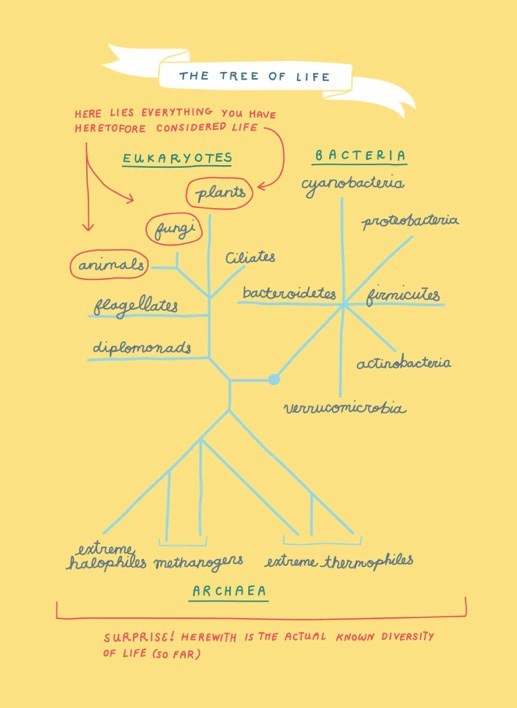 THE TREE OF LIFE
HERE LIES EVERYTHING YOU HAVE
HERETOFORE CONSIDERED LIFE
EUKARYOTES
BACTERIA
plants
cyanobacteria
fungi
proteobacteria
animals
Ciliates
flagellates
bacteroidetes
firmicutes
diplomonads
actinobacteria
verrucomicrobia
extreme
halophiles
methanogens
extreme thermophiles
ARCHAEA
SURPRISE! HEREWITH IS THE ACTUAL KNOWN DIVERSITY
OF LIFE (SO FAR)